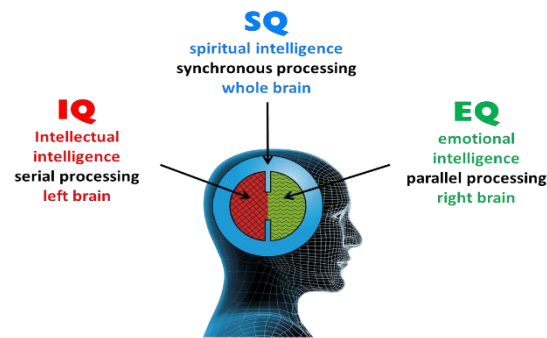 SQ
spiritual intelligence
synchronous processing
whole brain
IQ
Intellectual
intelligence
serial processing
left brain
EQ
emotional
intelligence
parallel processing
right brain